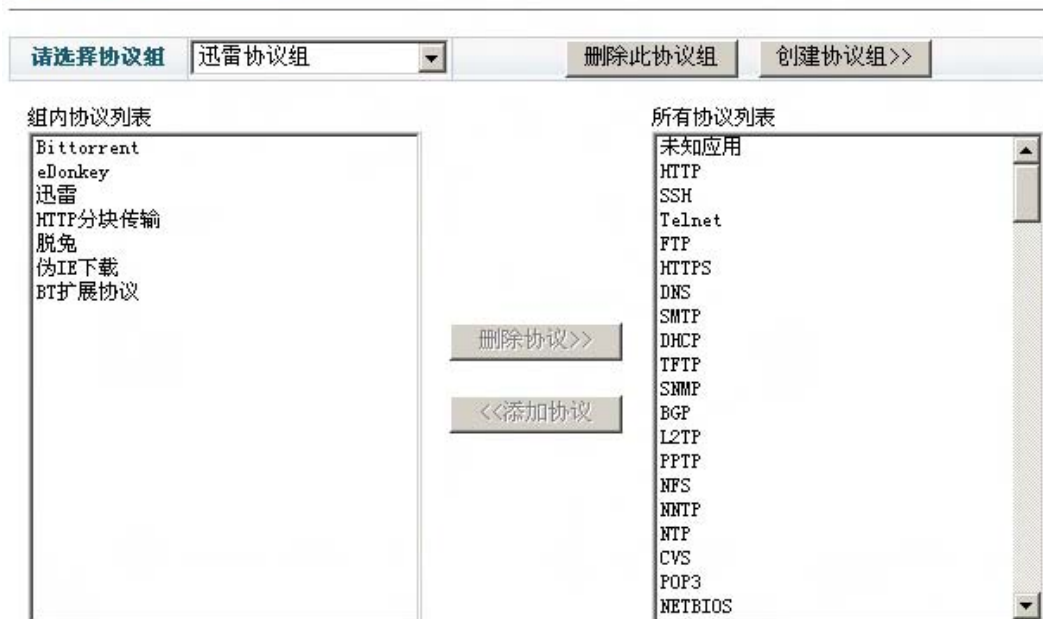 请选择协议组 迅雷协议组 删除此协议组 创建协议组>>
组内协议列表
Bittorrent
eDonkey
迅雷
HTTP分块传输
脱兔
伪IE下载
BT扩展协议
删除协议>>
<<添加协议
所有协议列表
未知应用
HTTP
SSH
Telnet
FTP
HTTPS
DNS
SMTP
DHCP
TFTP
SNMP
BGP
L2TP
PPTP
NFS
NNTP
NTP
CVS
POP3
NETBIOS